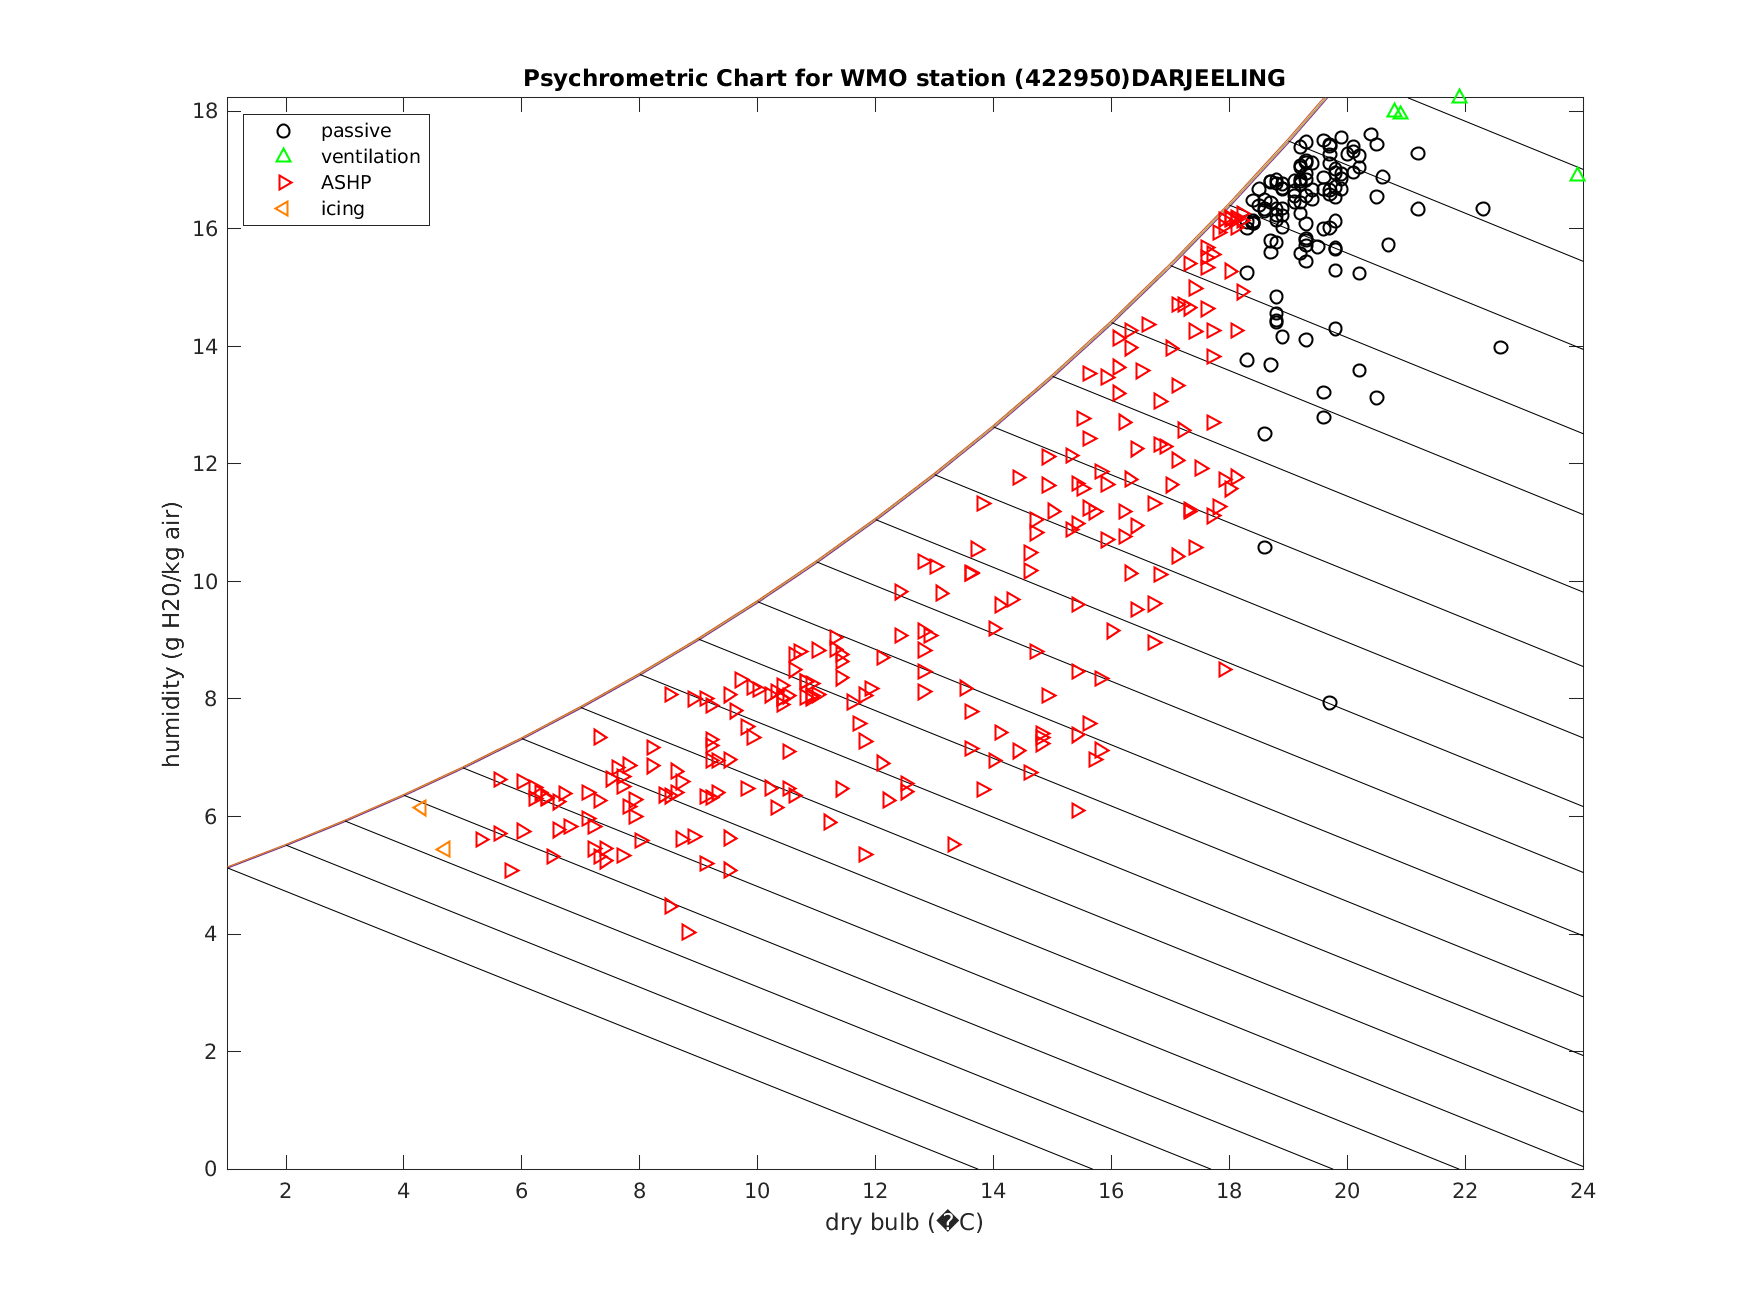 Psychrometric Chart for WMO station (422950)DARJEELING
passive
ventilation
ASHP
icing
humidity (g H20/kg air)
18
16
14
12
10
8
6
4
2
0
2 4 6 8 10 12 14 16 18 20 22 24
dry bulb (�C)